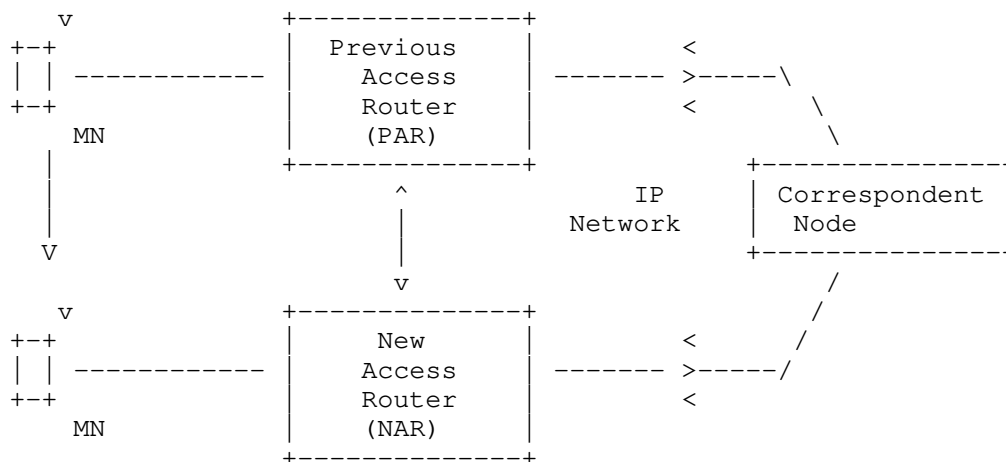 v
Previous
Access
Router
(PAR)
MN
IP
Network
Correspondent
Node
V
v
v
New
Access
Router
(NAR)
MN